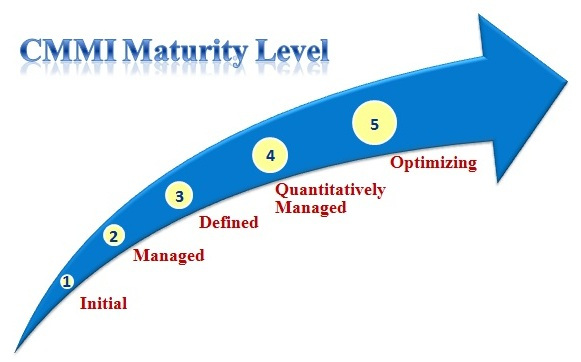 CMMI Maturity Level
5
Optimizing
4
Quantitatively
Managed
3
Defined
2
Managed
1
Initial